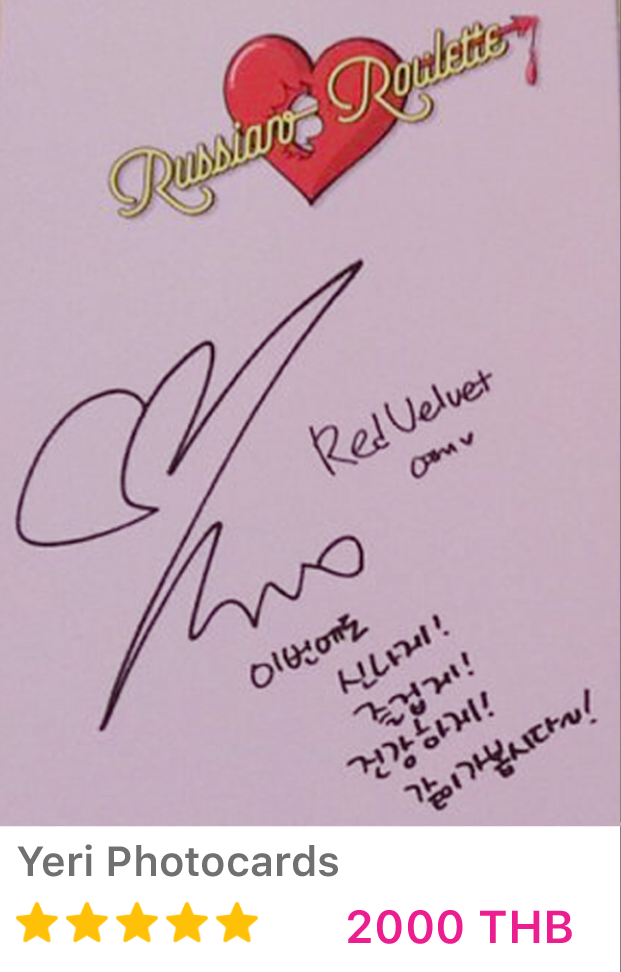 Russian Roulette
Red Velvet
이번에도
신나게!
즐겁게!
건강하게!
같이 가봅시다~!
Yeri Photocards
2000 THB